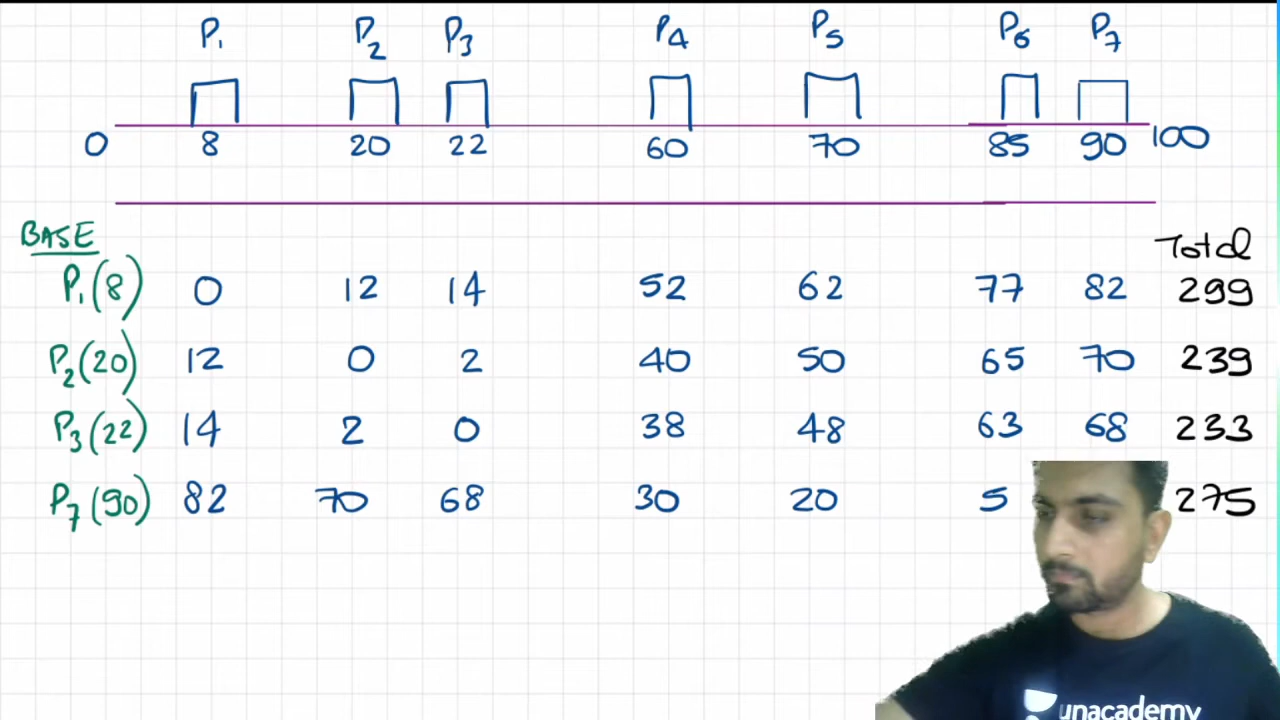 P1 P2 P3 P4 P5 P6 P7
0 8 20 22 60 70 85 90 100
BASE
Total
P1(8) 0 12 14 52 62 77 82 299
P2(20) 12 0 2 40 50 65 70 239
P3(22) 14 2 0 38 48 63 68 233
P7(90) 82 70 68 30 20 5 275
unacademy